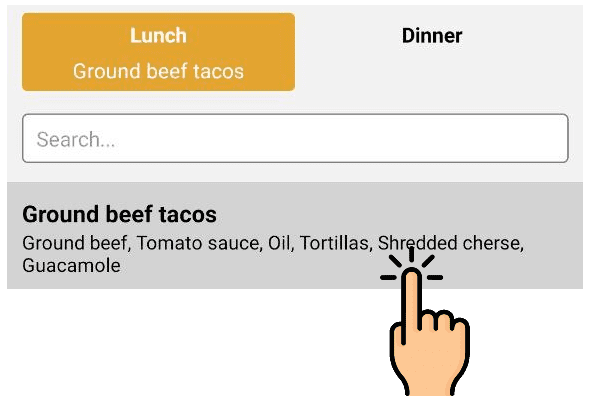 Lunch
Dinner
Ground beef tacos
Search...
Ground beef tacos
Ground beef, Tomato sauce, Oil, Tortillas, Shredded cherse,
Guacamole